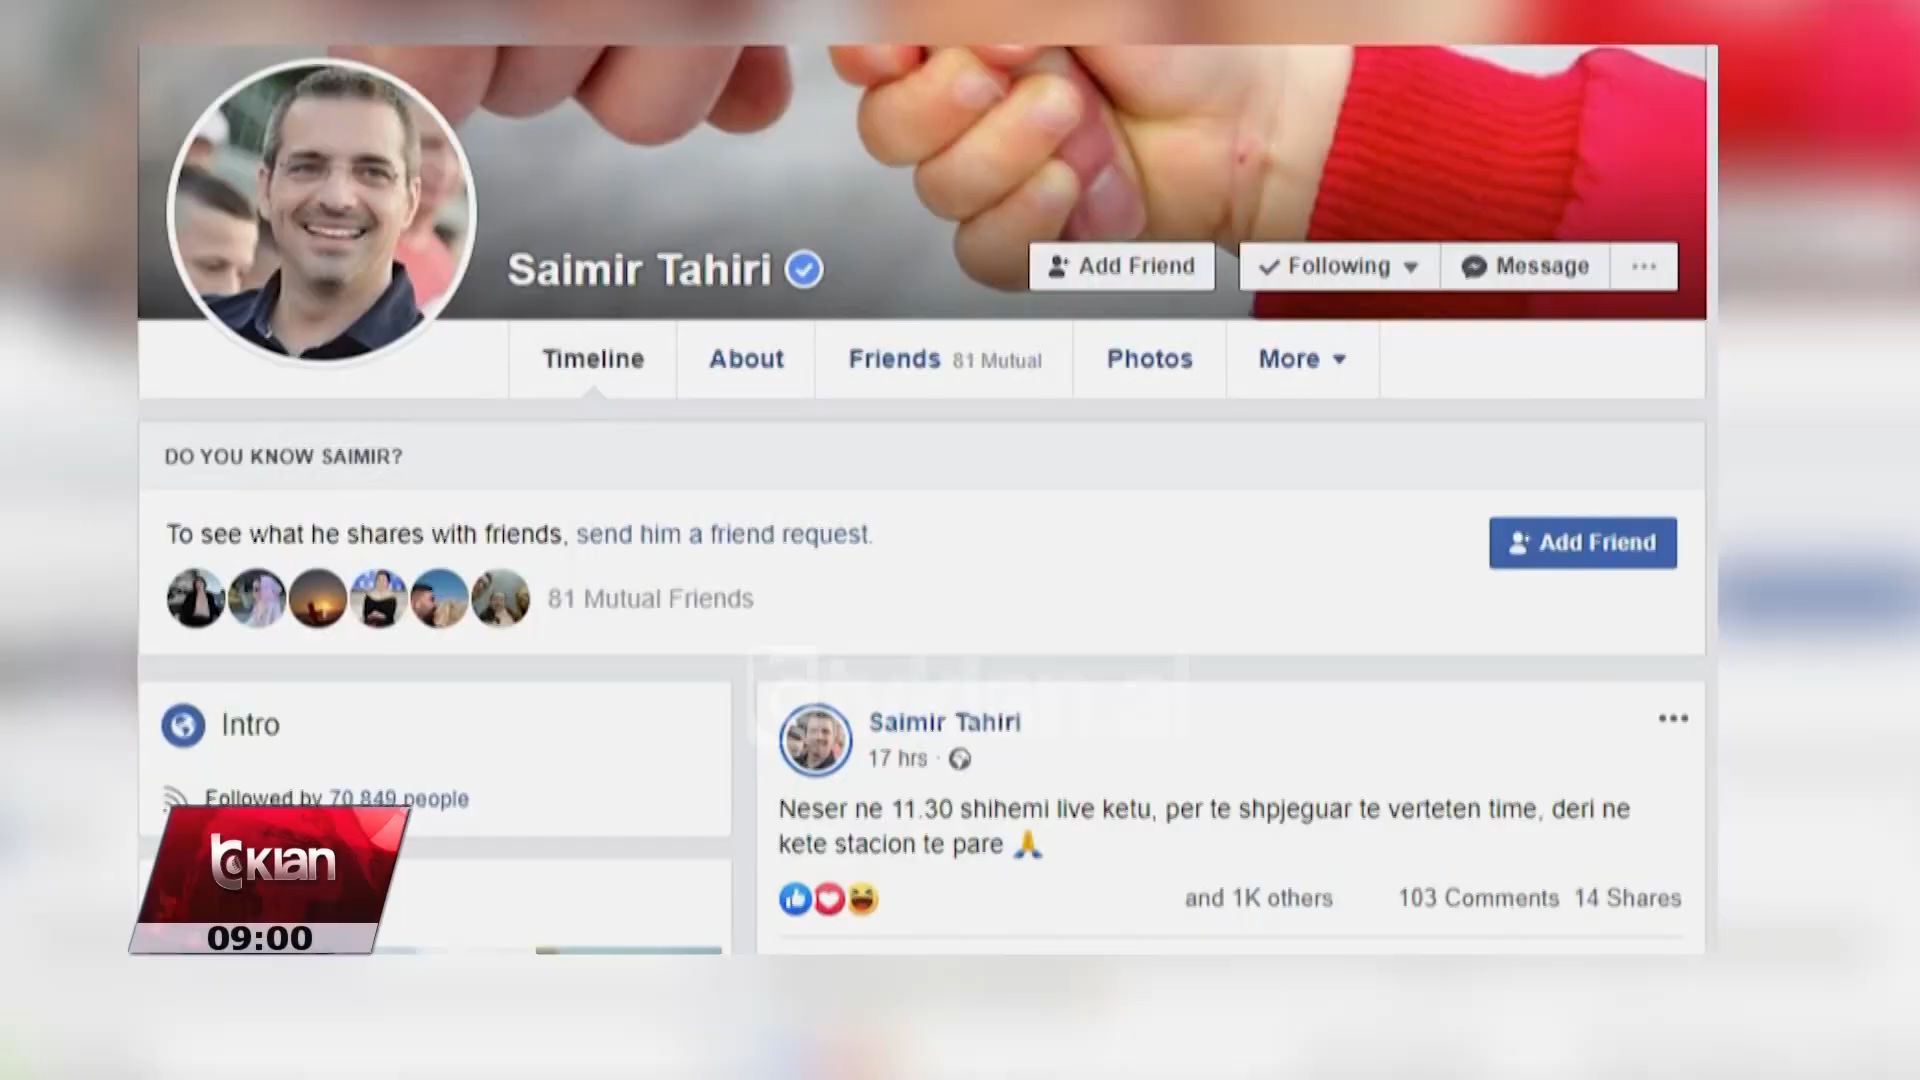 Saimir Tahiri
Add Friend
Following
Message
Timeline
About
Friends 81 Mutual
Photos
More
DO YOU KNOW SAIMIR?
To see what he shares with friends, send him a friend request.
Add Friend
81 Mutual Friends
Intro
Followed by 70 849 people
Saimir Tahiri
17 hrs
Neser ne 11.30 shihemi live ketu, per te shpjeguar te verteten time, deri ne
kete stacion te pare
and 1K others
103 Comments 14 Shares
tvklan.al
klan
09:00